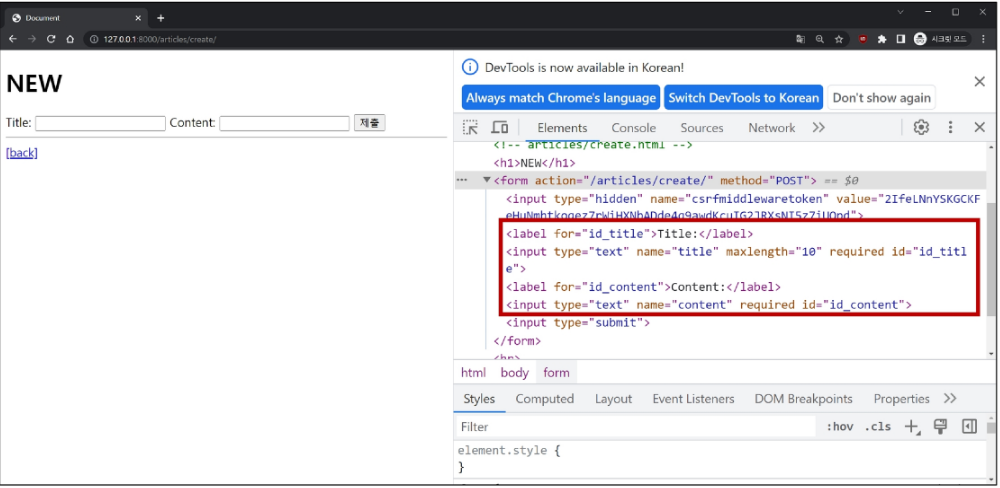 Document
127.0.0.1:8000/articles/create/
시크릿 모드
NEW
Title:
Content:
제출
[back]
DevTools is now available in Korean!
Always match Chrome's language
Switch DevTools to Korean
Don't show again
Elements
Console
Sources
Network
<!-- articles/create.html -->
<h1>NEW</h1>
<form action="/articles/create/" method="POST"> == $0
<input type="hidden" name="csrfmiddlewaretoken" value="
<label for="id_title">Title:</label>
<input type="text" name="title" maxlength="10" required id="id_titl
e">
<label for="id_content">Content:</label>
<input type="text" name="content" required id="id_content">
<input type="submit">
</form>
<hr>
html body form
Styles
Computed
Layout
Event Listeners
DOM Breakpoints
Properties
Filter
:hov .cls
element.style {
}